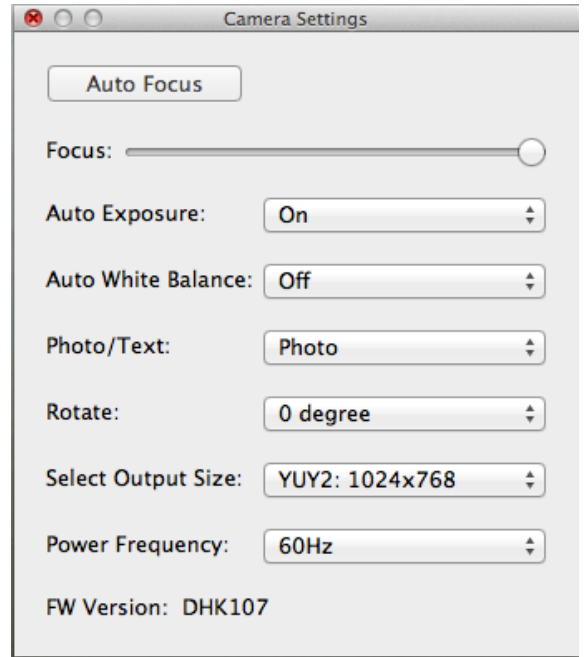 Camera Settings
Auto Focus
Focus:
Auto Exposure: On
Auto White Balance: Off
Photo/Text: Photo
Rotate: 0 degree
Select Output Size: YUY2: 1024x768
Power Frequency: 60Hz
FW Version: DHK107